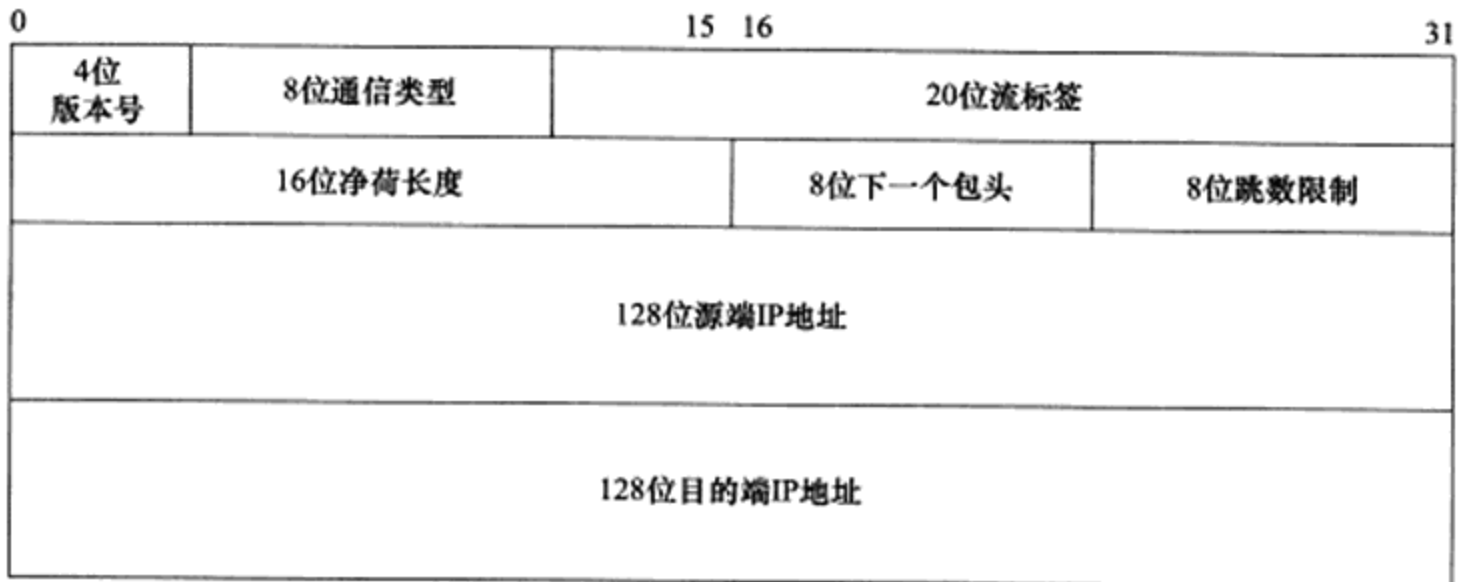 0 15 16 31
4位
版本号
8位通信类型
20位流标签
16位净荷长度
8位下一个包头
8位跳数限制
128位源端IP地址
128位目的端IP地址